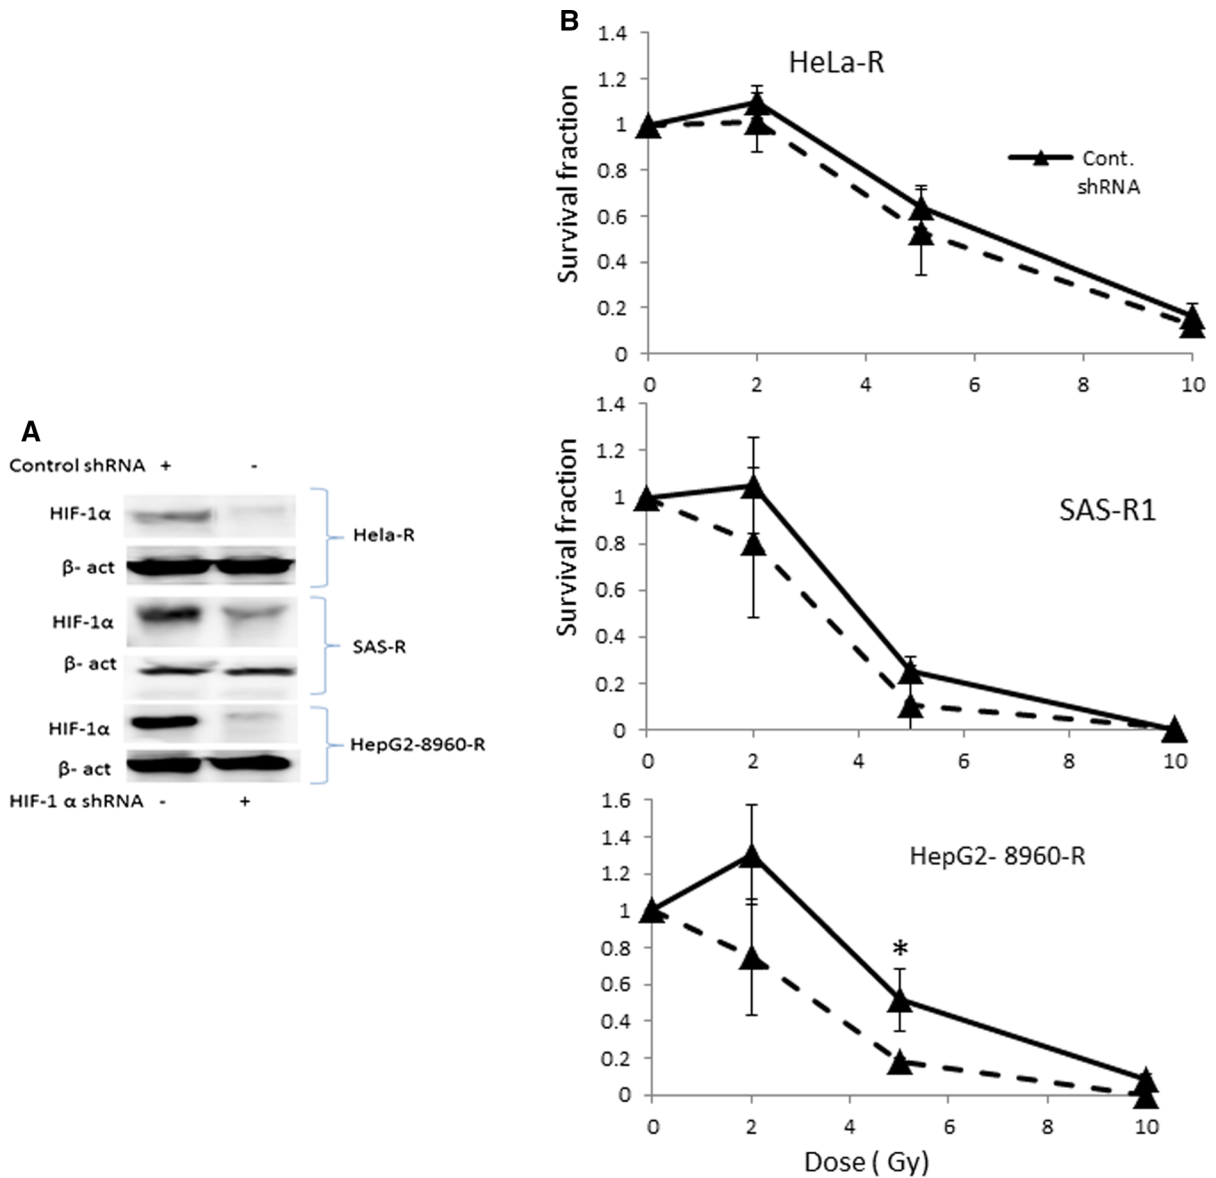 A
Control shRNA + -
HIF-1α
β- act
Hela-R
HIF-1α
β- act
SAS-R
HIF-1α
β- act
HepG2-8960-R
HIF-1 α shRNA - +
B
HeLa-R
Survival fraction
1.4
1.2
1
0.8
0.6
0.4
0.2
0
0 2 4 6 8 10
Cont.
shRNA
SAS-R1
Survival fraction
1.4
1.2
1
0.8
0.6
0.4
0.2
0
0 2 4 6 8 10
HepG2- 8960-R
1.6
1.4
1.2
1
0.8
0.6
0.4
0.2
0
*
0 2 4 6 8 10
Dose ( Gy)